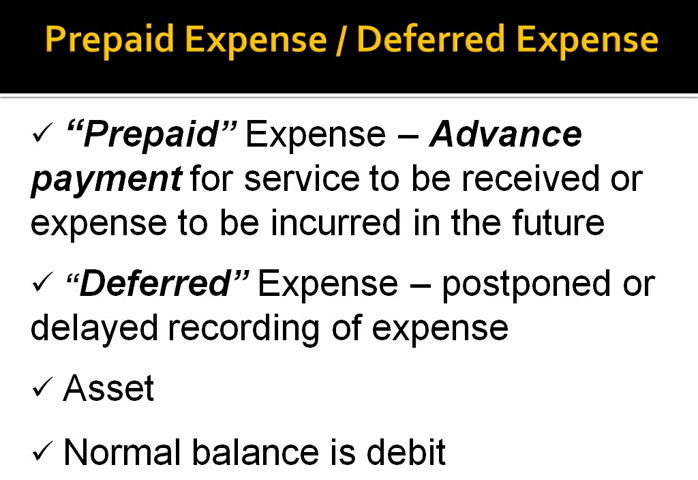 Prepaid Expense / Deferred Expense
✓ “Prepaid” Expense – Advance
payment for service to be received or
expense to be incurred in the future
✓ “Deferred” Expense – postponed or
delayed recording of expense
✓ Asset
✓ Normal balance is debit